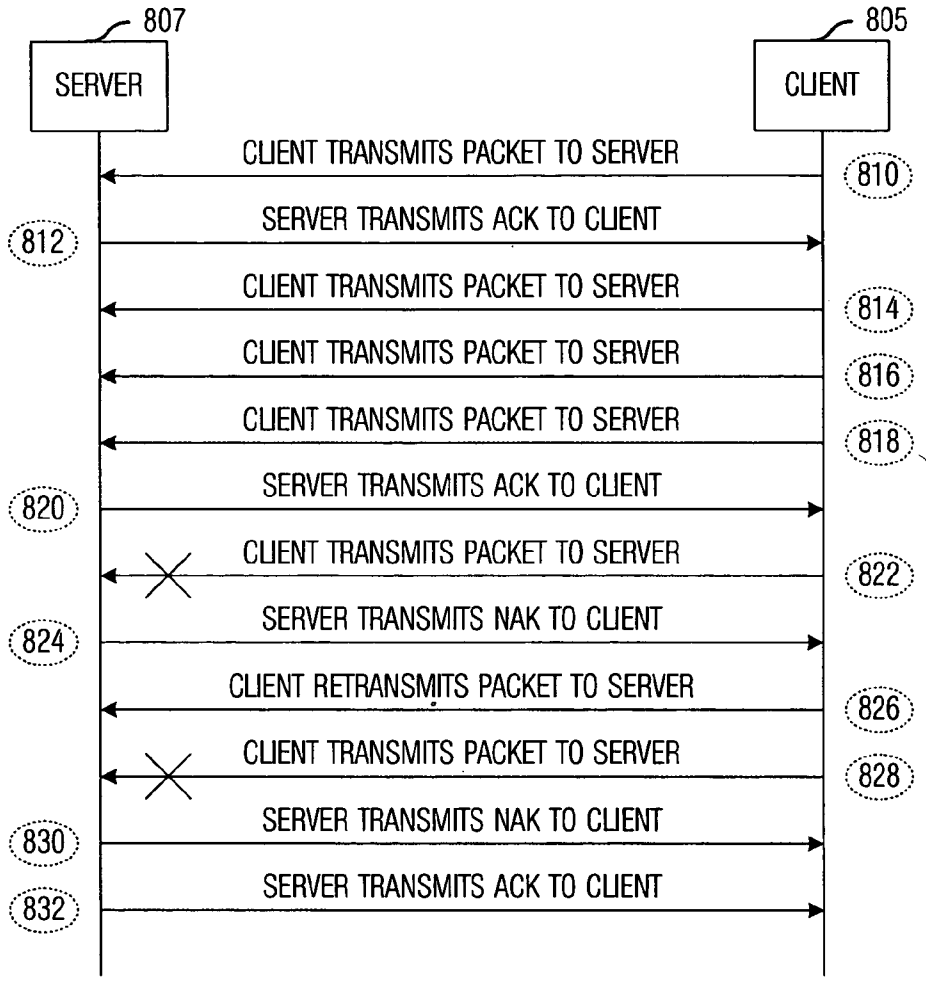 807
805
SERVER
CLIENT
CLIENT TRANSMITS PACKET TO SERVER
810
SERVER TRANSMITS ACK TO CLIENT
812
CLIENT TRANSMITS PACKET TO SERVER
814
CLIENT TRANSMITS PACKET TO SERVER
816
CLIENT TRANSMITS PACKET TO SERVER
818
SERVER TRANSMITS ACK TO CLIENT
820
CLIENT TRANSMITS PACKET TO SERVER
822
SERVER TRANSMITS NAK TO CLIENT
824
CLIENT RETRANSMITS PACKET TO SERVER
826
CLIENT TRANSMITS PACKET TO SERVER
828
SERVER TRANSMITS NAK TO CLIENT
830
SERVER TRANSMITS ACK TO CLIENT
832